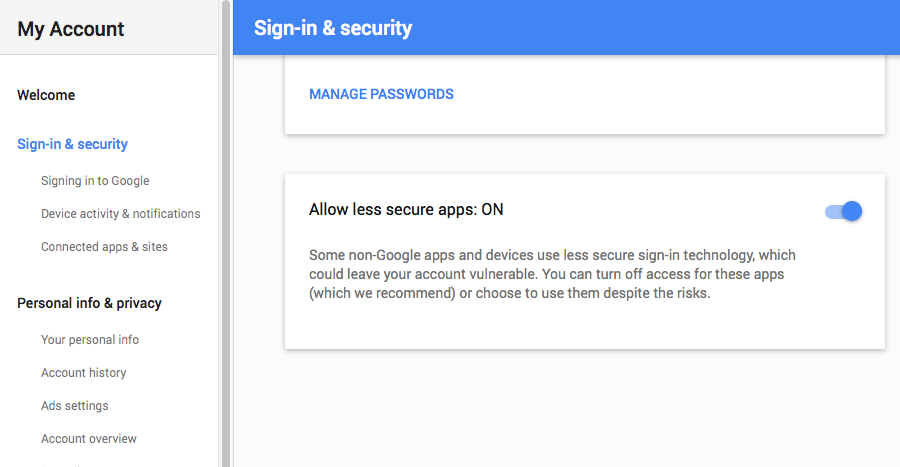 My Account
Welcome
Sign-in & security
Signing in to Google
Device activity & notifications
Connected apps & sites
Personal info & privacy
Your personal info
Account history
Ads settings
Account overview
Sign-in & security
MANAGE PASSWORDS
Allow less secure apps: ON
Some non-Google apps and devices use less secure sign-in technology, which
could leave your account vulnerable. You can turn off access for these apps
(which we recommend) or choose to use them despite the risks.